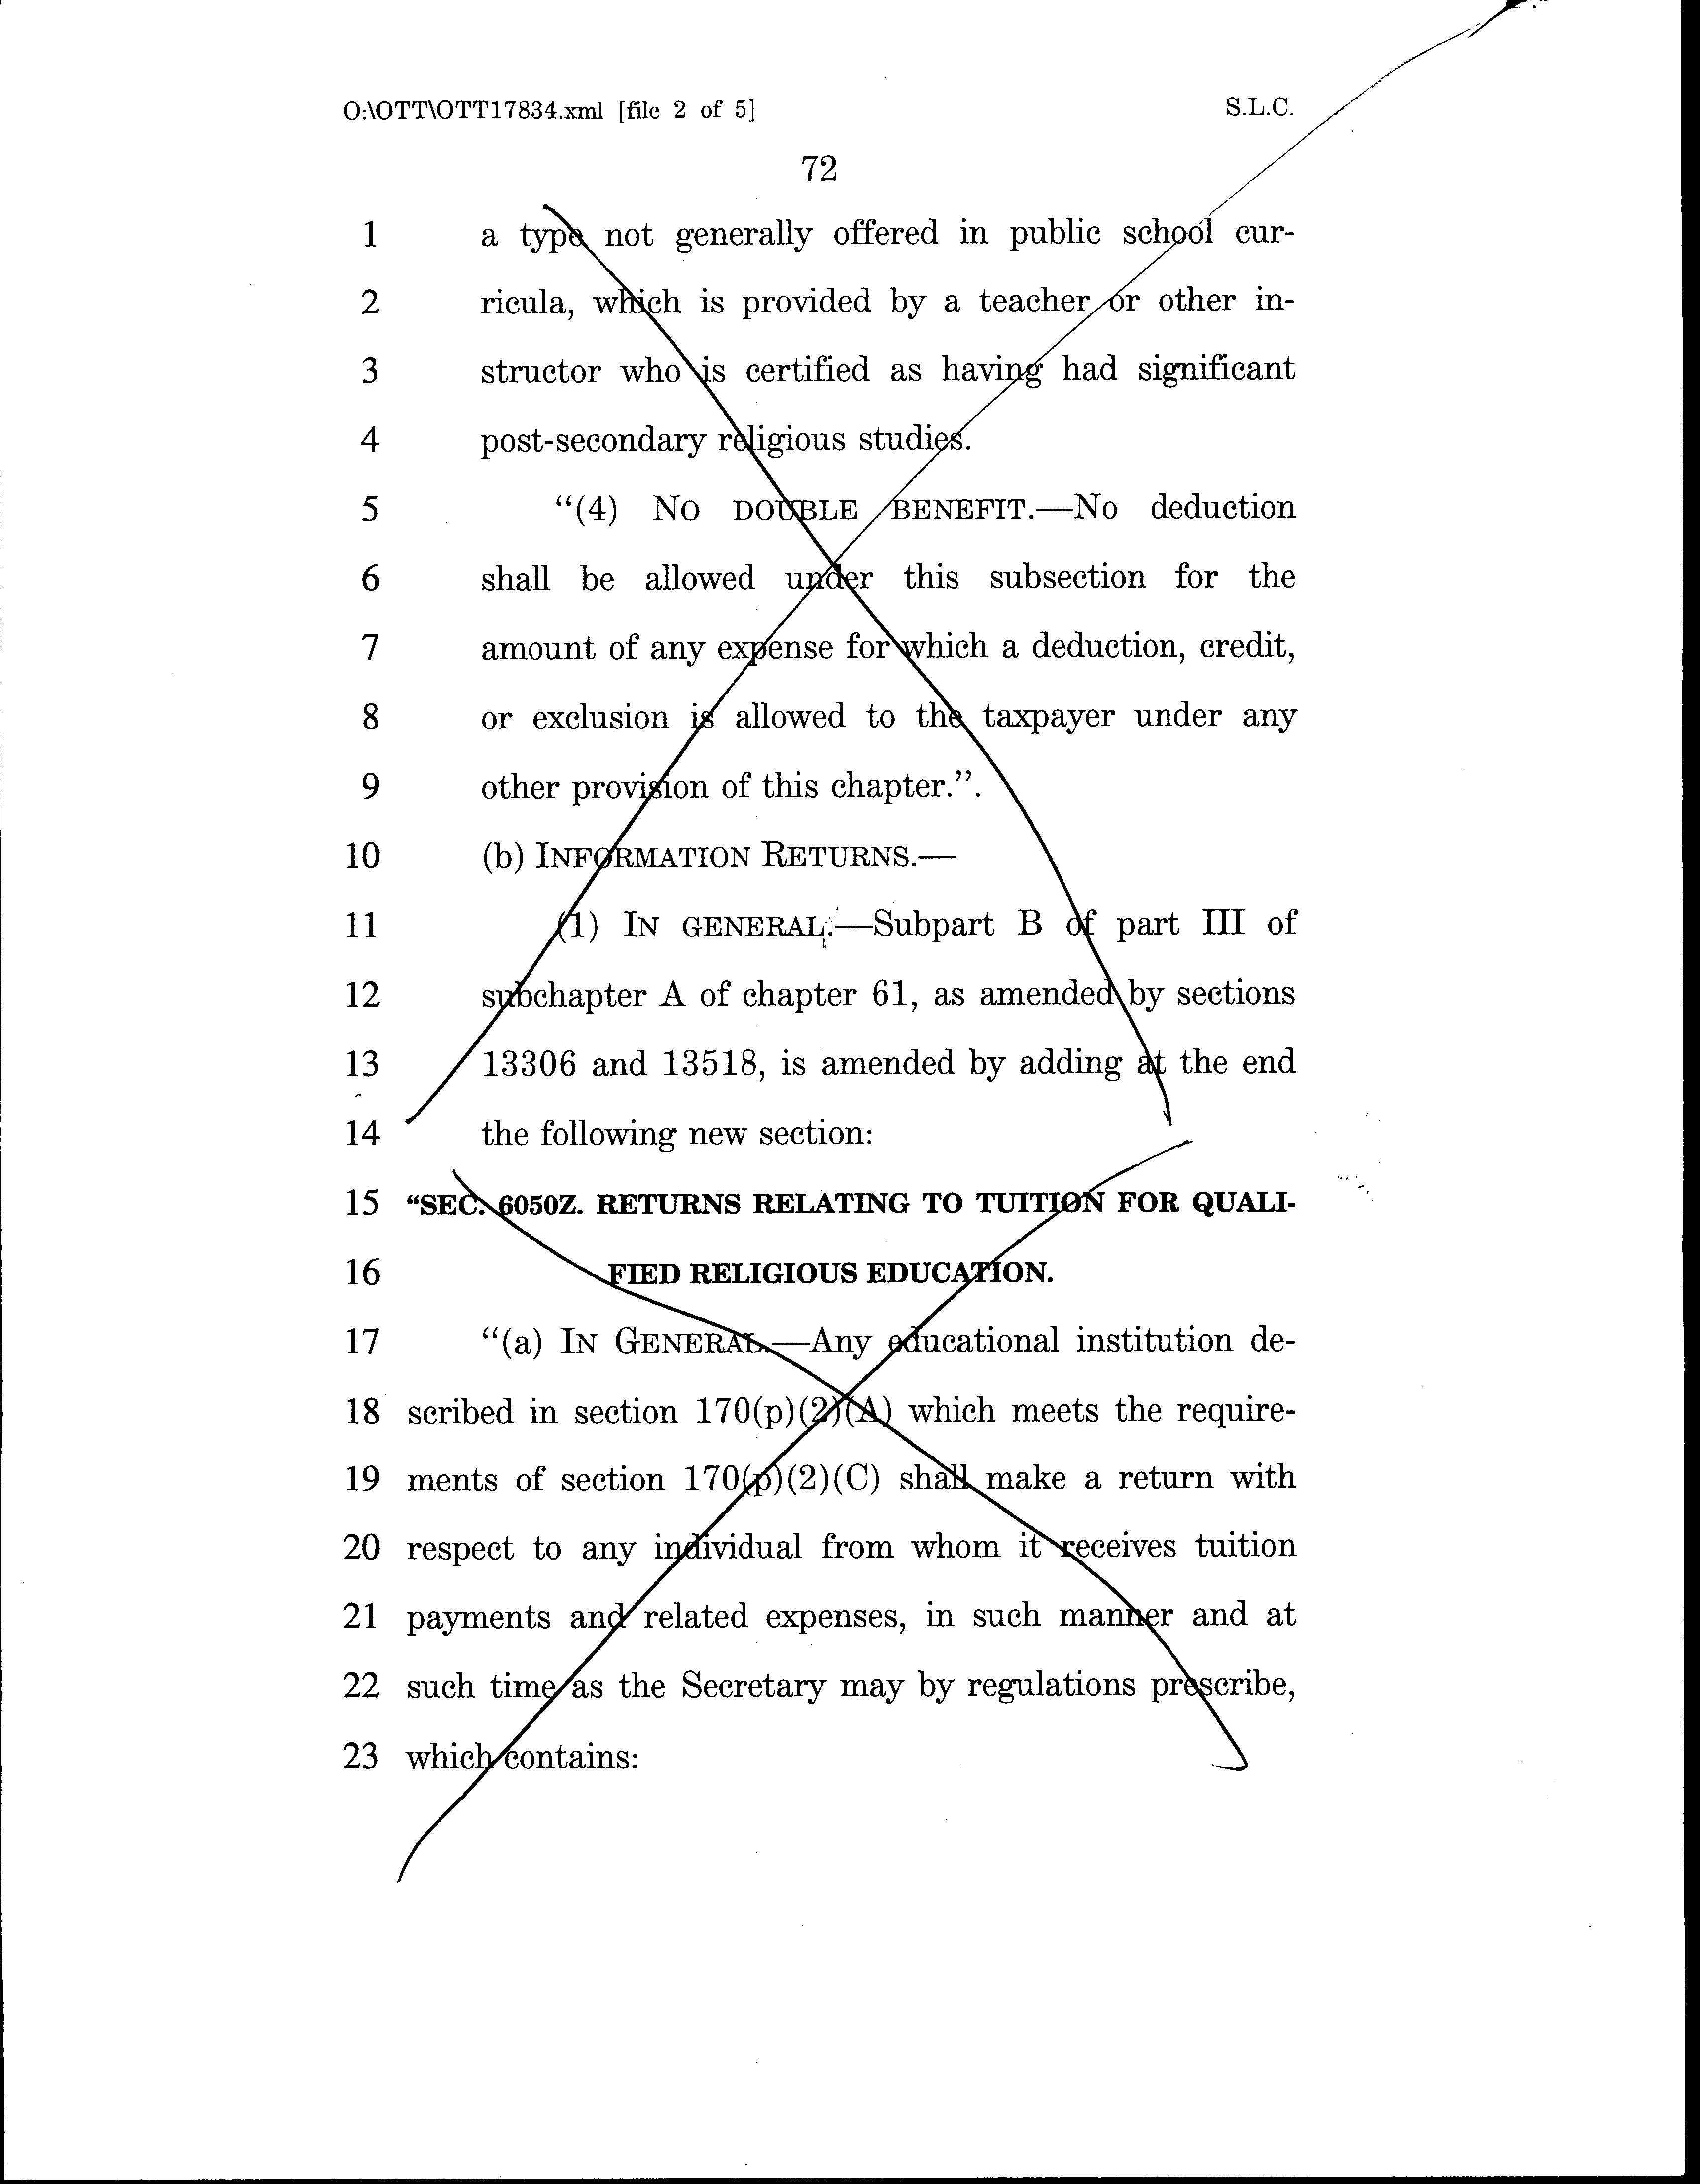 O:\OTT\OTT17834.xml [file 2 of 5] S.L.C.
72
1 a type not generally offered in public school cur-
2 ricula, which is provided by a teacher or other in-
3 structor who is certified as having had significant
4 post-secondary religious studies.
5 “(4) NO DOUBLE BENEFIT.—No deduction
6 shall be allowed under this subsection for the
7 amount of any expense for which a deduction, credit,
8 or exclusion is allowed to the taxpayer under any
9 other provision of this chapter.”.
10 (b) INFORMATION RETURNS.—
11 (1) IN GENERAL.—Subpart B of part III of
12 subchapter A of chapter 61, as amended by sections
13 13306 and 13518, is amended by adding at the end
14 the following new section:
15 “SEC. 6050Z. RETURNS RELATING TO TUITION FOR QUALI-
16 FIED RELIGIOUS EDUCATION.
17 “(a) IN GENERAL.—Any educational institution de-
18 scribed in section 170(p)(2)(A) which meets the require-
19 ments of section 170(p)(2)(C) shall make a return with
20 respect to any individual from whom it receives tuition
21 payments and related expenses, in such manner and at
22 such time as the Secretary may by regulations prescribe,
23 which contains: